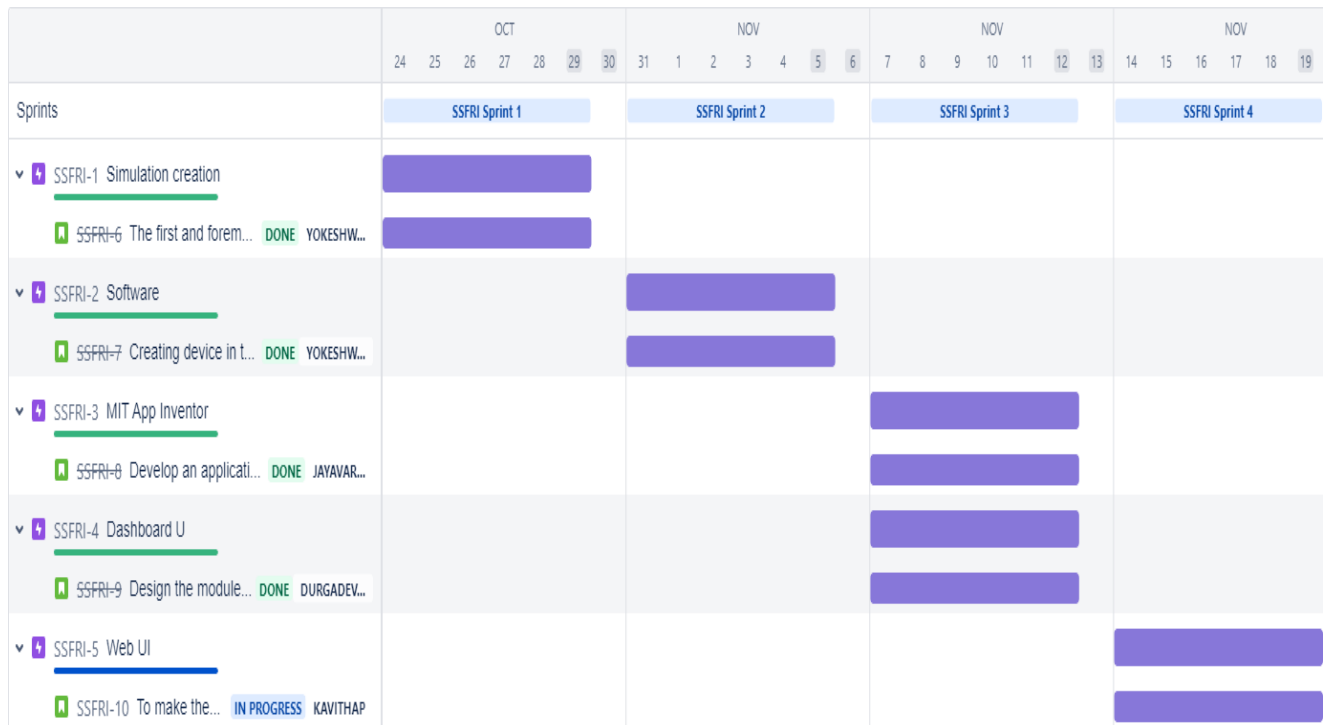 OCT NOV NOV NOV
24 25 26 27 28 29 30 31 1 2 3 4 5 6 7 8 9 10 11 12 13 14 15 16 17 18 19
Sprints SSFRI Sprint 1 SSFRI Sprint 2 SSFRI Sprint 3 SSFRI Sprint 4
SSFRI-1 Simulation creation
SSFRI-6 The first and forem... DONE YOKESHW...
SSFRI-2 Software
SSFRI-7 Creating device in t... DONE YOKESHW...
SSFRI-3 MIT App Inventor
SSFRI-8 Develop an applicati... DONE JAYAVAR...
SSFRI-4 Dashboard U
SSFRI-9 Design the module... DONE DURGADEV...
SSFRI-5 Web UI
SSFRI-10 To make the... IN PROGRESS KAVITHAP